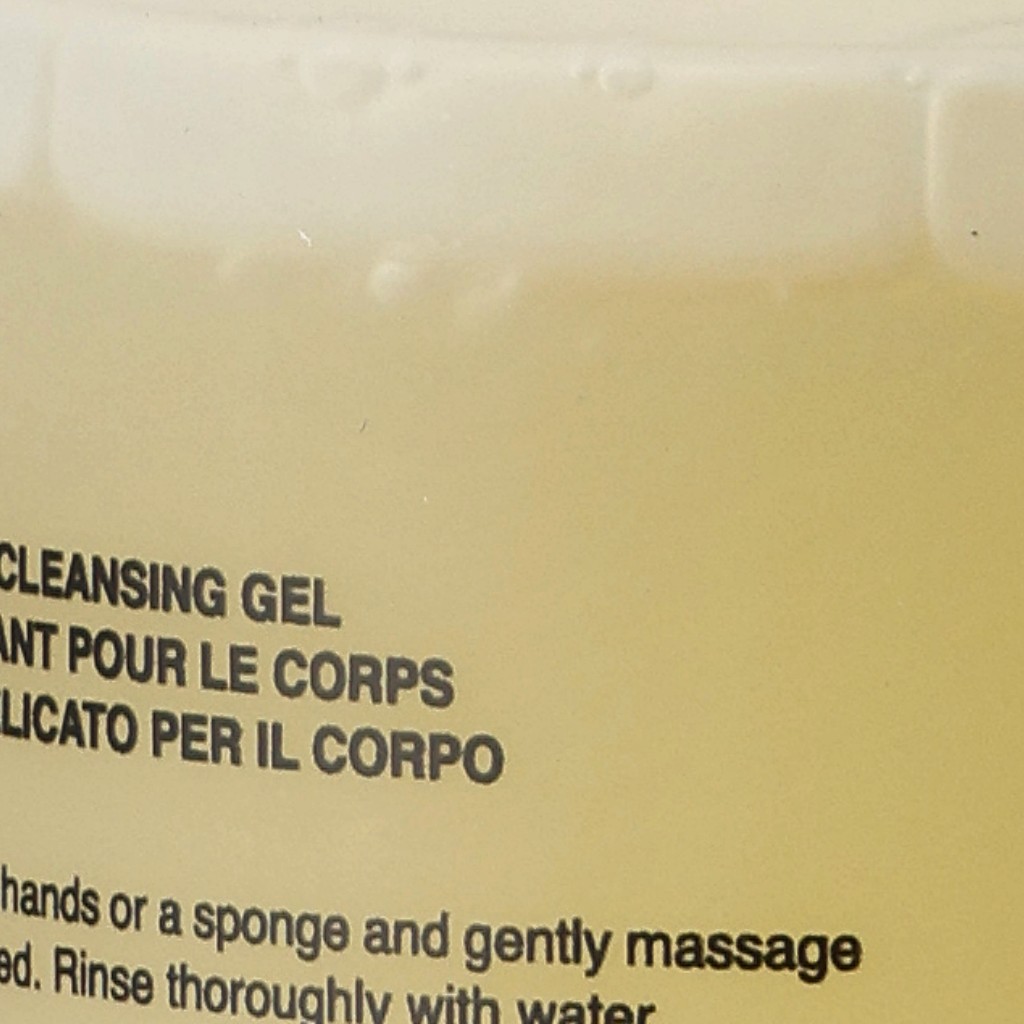 CLEANSING GEL
ANT POUR LE CORPS
LICATO PER IL CORPO
hands or a sponge and gently massage
ed. Rinse thoroughly with water